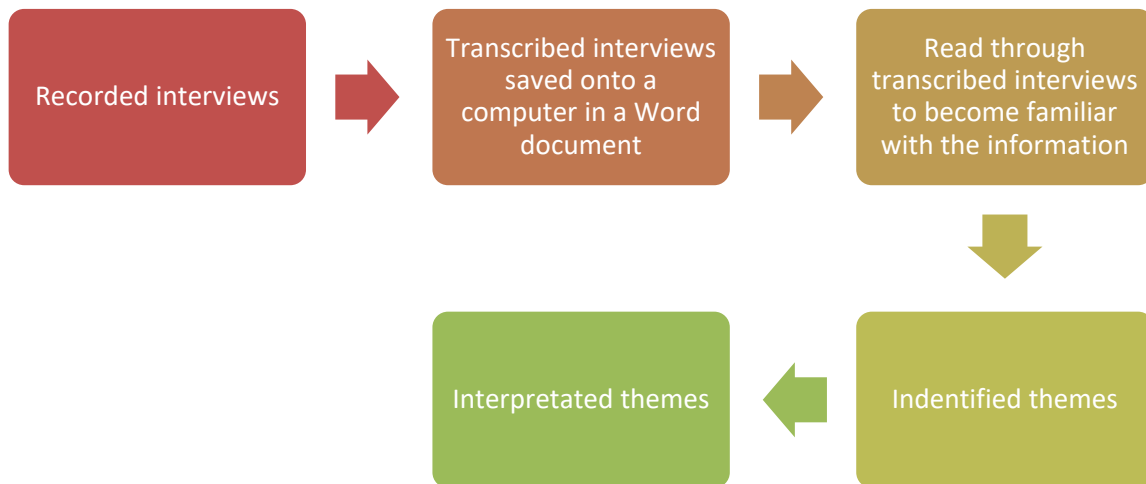 Recorded interviews
Transcribed interviews
saved onto a
computer in a Word
document
Read through
transcribed interviews
to become familiar
with the information
Indentified themes
Interpretated themes